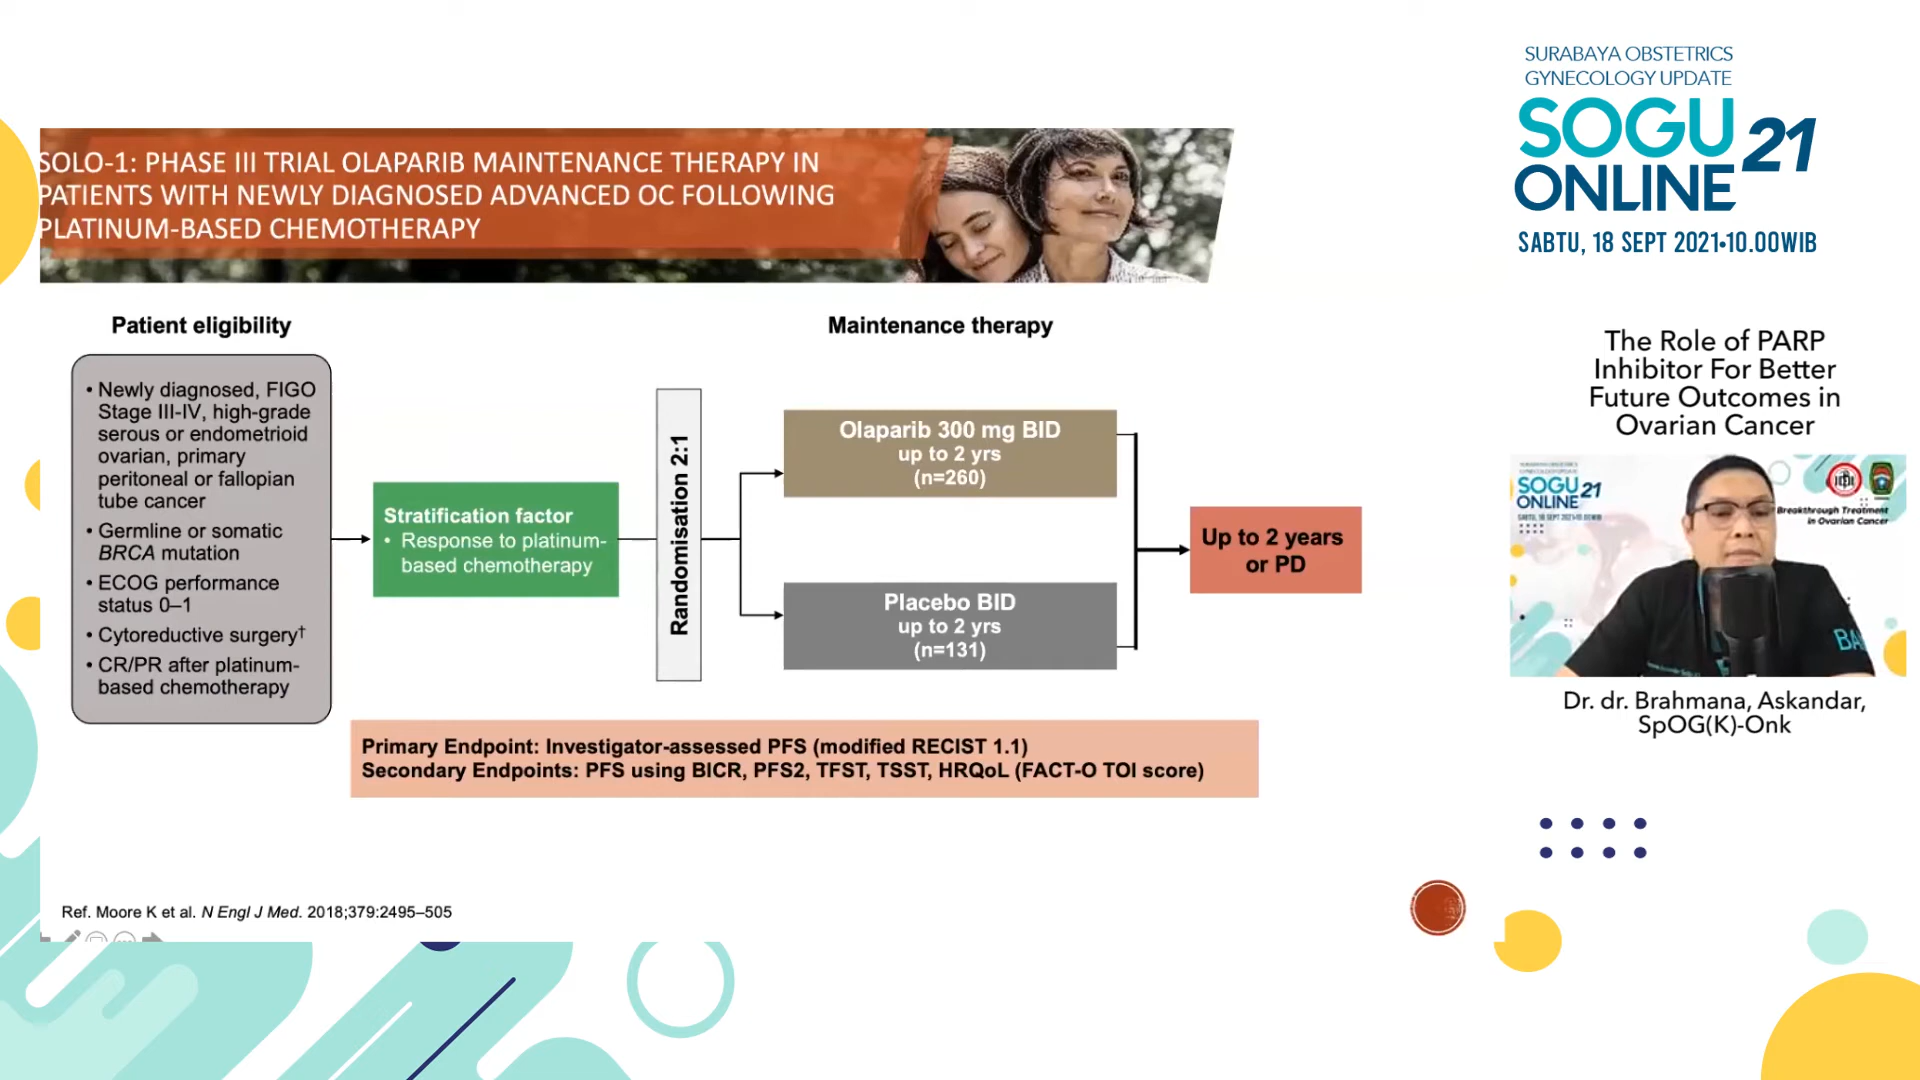 SURABAYA OBSTETRICS
GYNECOLOGY UPDATE
SOGU
ONLINE
21
SABTU, 18 SEPT 2021•10.00WIB
SOLO-1: PHASE III TRIAL OLAPARIB MAINTENANCE THERAPY IN
PATIENTS WITH NEWLY DIAGNOSED ADVANCED OC FOLLOWING
PLATINUM-BASED CHEMOTHERAPY
Patient eligibility
• Newly diagnosed, FIGO
Stage III-IV, high-grade
serous or endometrioid
ovarian, primary
peritoneal or fallopian
tube cancer
• Germline or somatic
BRCA mutation
• ECOG performance
status 0–1
• Cytoreductive surgery†
• CR/PR after platinum-
based chemotherapy
Stratification factor
• Response to platinum-
based chemotherapy
Randomisation 2:1
Maintenance therapy
Olaparib 300 mg BID
up to 2 yrs
(n=260)
Placebo BID
up to 2 yrs
(n=131)
Up to 2 years
or PD
Primary Endpoint: Investigator-assessed PFS (modified RECIST 1.1)
Secondary Endpoints: PFS using BICR, PFS2, TFST, TSST, HRQoL (FACT-O TOI score)
Ref. Moore K et al. N Engl J Med. 2018;379:2495–505
The Role of PARP
Inhibitor For Better
Future Outcomes in
Ovarian Cancer
SOGU
ONLINE
21
SABTU, 18 SEPT 2021•10.00WIB
Breakthrough Treatment
in Ovarian Cancer
Dr. dr. Brahmana, Askandar,
SpOG(K)-Onk